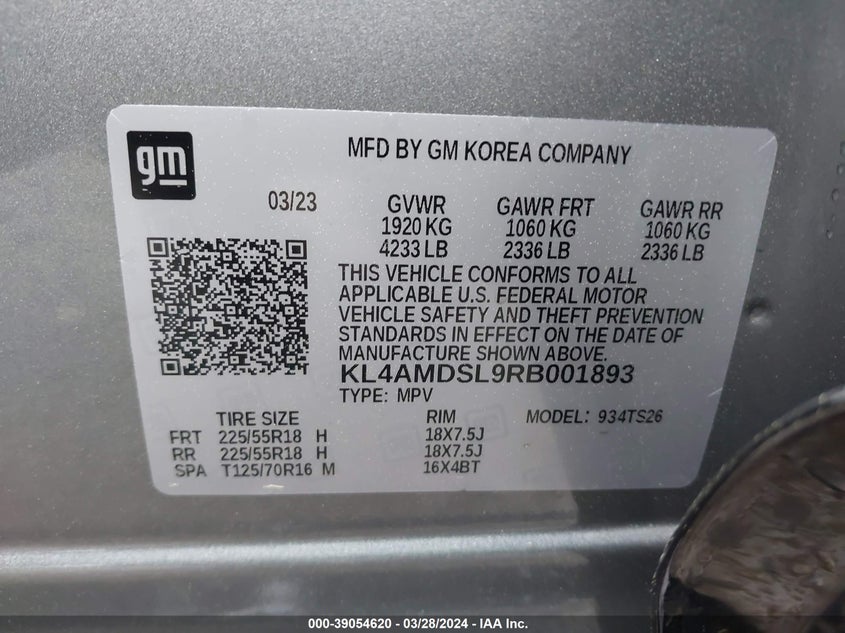 gm
MFD BY GM KOREA COMPANY
03/23
GVWR GAWR FRT GAWR RR
1920 KG 1060 KG 1060 KG
4233 LB 2336 LB 2336 LB
THIS VEHICLE CONFORMS TO ALL
APPLICABLE U.S. FEDERAL MOTOR
VEHICLE SAFETY AND THEFT PREVENTION
STANDARDS IN EFFECT ON THE DATE OF
MANUFACTURE SHOWN ABOVE.
KL4AMDSL9RB001893
TYPE: MPV
TIRE SIZE RIM MODEL: 934TS26
FRT 225/55R18 H 18X7.5J
RR 225/55R18 H 18X7.5J
SPA T125/70R16 M 16X4BT
000-39054620 - 03/28/2024 - IAA Inc.